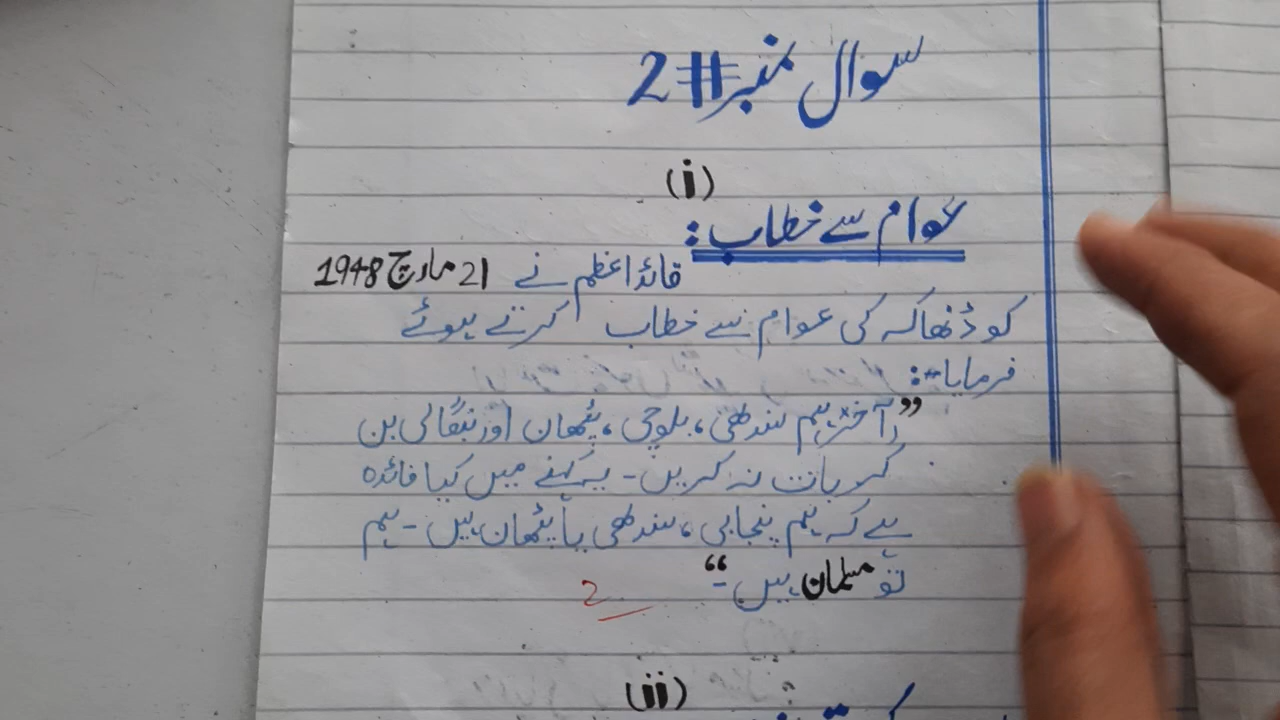 سوال نمبر#2
(i)
عوام سے خطاب:
قائداعظم نے 21 مارچ 1948
کو ڈھاکہ کی عوام سے خطاب کرتے ہوئے
فرمایا:
”آخر ہم سندھی، بلوچی، پٹھان اور بنگالی بن
کر بات نہ کریں۔ یہ کہنے میں کیا فائدہ
ہے کہ ہم پنجابی، سندھی یا پٹھان ہیں۔ ہم
تو مسلمان ہیں۔“
2
(ii)